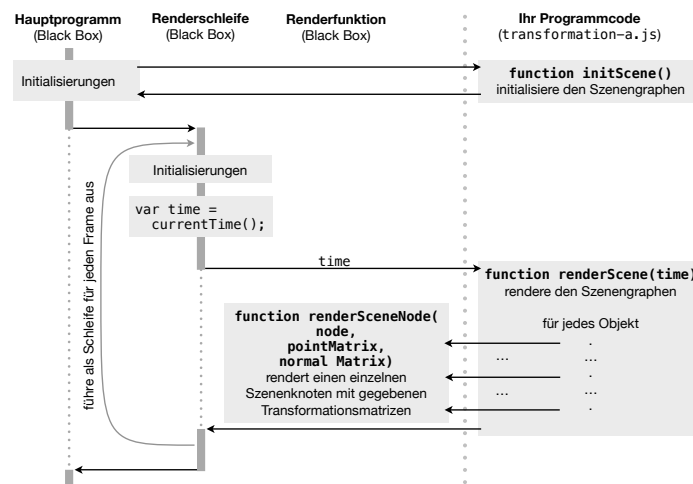 Hauptprogramm
(Black Box)
Renderschleife
(Black Box)
Renderfunktion
(Black Box)
Ihr Programmcode
(transformation-a.js)
Initialisierungen
function initScene()
initialisiere den Szenengraphen
führe als Schleife für jeden Frame aus
Initialisierungen
var time =
currentTime();
time
function renderScene(time)
rendere den Szenengraphen
für jedes Objekt
function renderSceneNode(
node,
pointMatrix,
normal Matrix)
rendert einen einzelnen
Szenenknoten mit gegebenen
Transformationsmatrizen
.
... ...
.
... ...
.